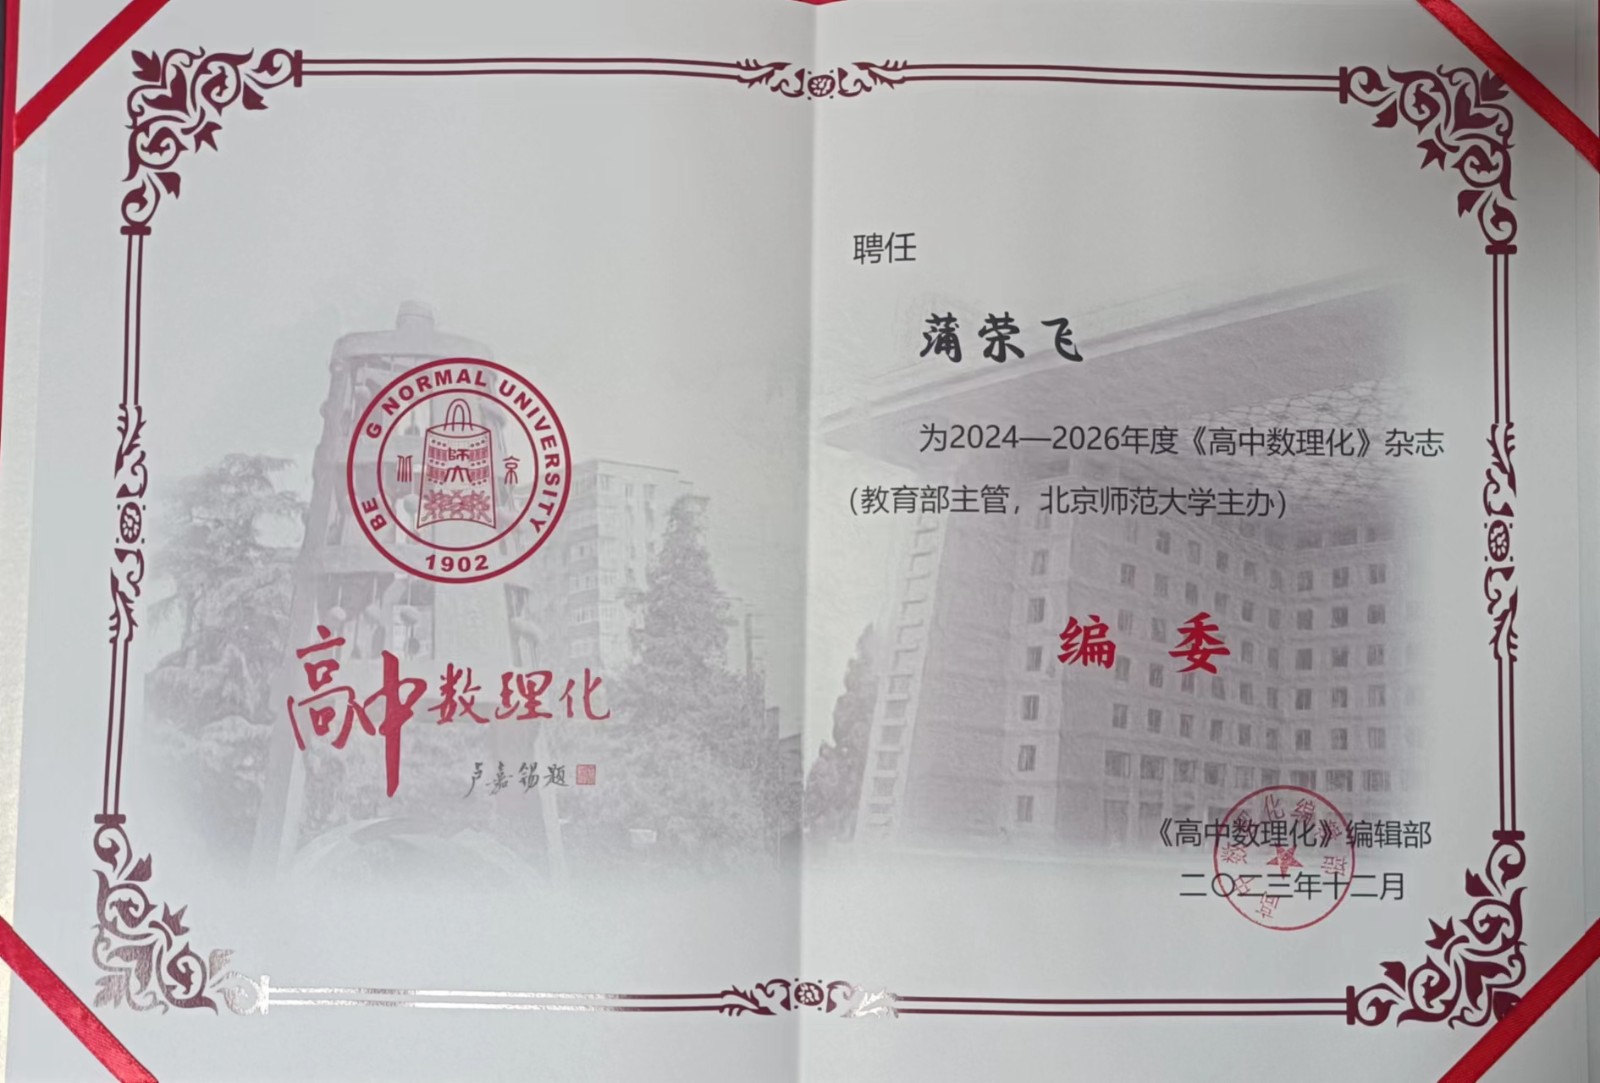 BE G NORMAL UNIVERSITY
北 師大 京
1902
高中数理化
卢嘉锡题
聘任
蒲荣飞
为2024—2026年度《高中数理化》杂志
（教育部主管，北京师范大学主办）
编 委
《高中数理化》编辑部
二〇二三年十二月